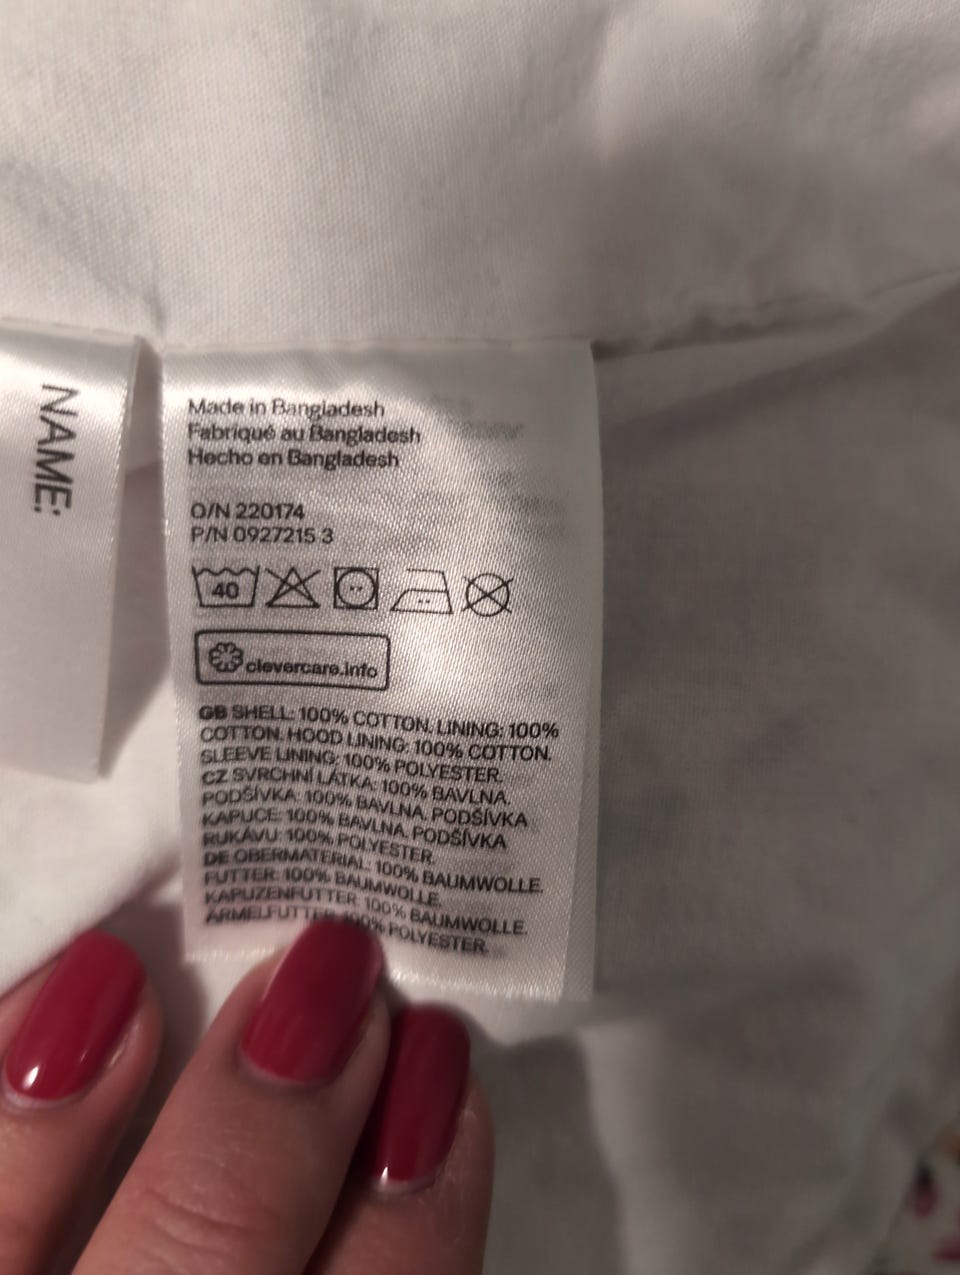 NAME:
Made in Bangladesh
Fabriqué au Bangladesh
Hecho en Bangladesh
O/N 220174
P/N 0927215 3
40
clevercare.info
GB SHELL: 100% COTTON. LINING: 100%
COTTON. HOOD LINING: 100% COTTON.
SLEEVE LINING: 100% POLYESTER.
CZ SVRCHNÍ LÁTKA: 100% BAVLNA.
PODŠÍVKA: 100% BAVLNA. PODŠÍVKA
KAPUCE: 100% BAVLNA. PODŠÍVKA
RUKÁVU: 100% POLYESTER.
DE OBERMATERIAL: 100% BAUMWOLLE.
FUTTER: 100% BAUMWOLLE.
KAPUZENFUTTER: 100% BAUMWOLLE.
ÄRMELFUTTER: 100% POLYESTER.